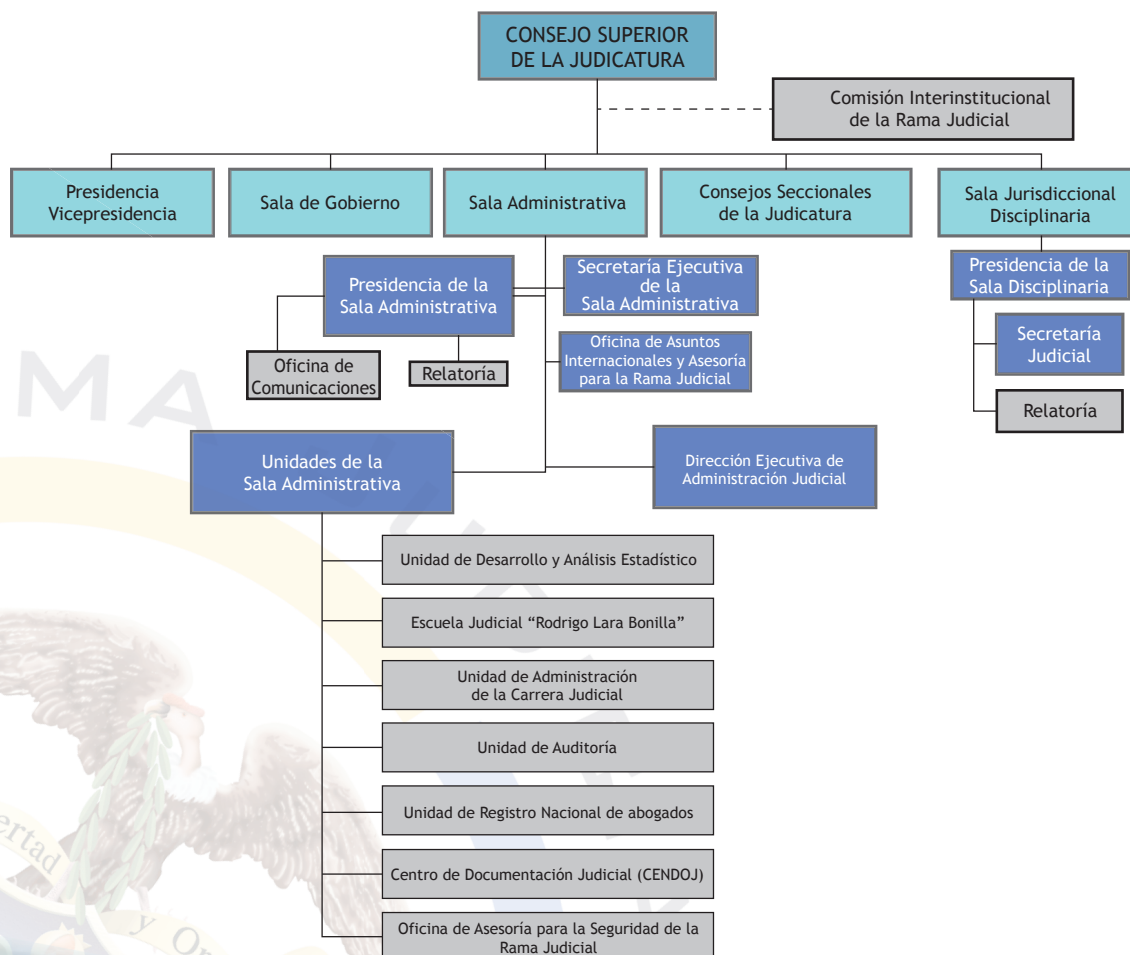 CONSEJO SUPERIOR
DE LA JUDICATURA
Comisión Interinstitucional
de la Rama Judicial
Presidencia
Vicepresidencia
Sala de Gobierno
Sala Administrativa
Consejos Seccionales
de la Judicatura
Sala Jurisdiccional
Disciplinaria
Presidencia de la
Sala Administrativa
Secretaría Ejecutiva
de la
Sala Administrativa
Presidencia de la
Sala Disciplinaria
Oficina de
Comunicaciones
Relatoría
Oficina de Asuntos
Internacionales y Asesoría
para la Rama Judicial
Secretaría
Judicial
Relatoría
Unidades de la
Sala Administrativa
Dirección Ejecutiva de
Administración Judicial
Unidad de Desarrollo y Análisis Estadístico
Escuela Judicial “Rodrigo Lara Bonilla”
Unidad de Administración
de la Carrera Judicial
Unidad de Auditoría
Unidad de Registro Nacional de abogados
Centro de Documentación Judicial (CENDOJ)
Oficina de Asesoría para la Seguridad de la
Rama Judicial